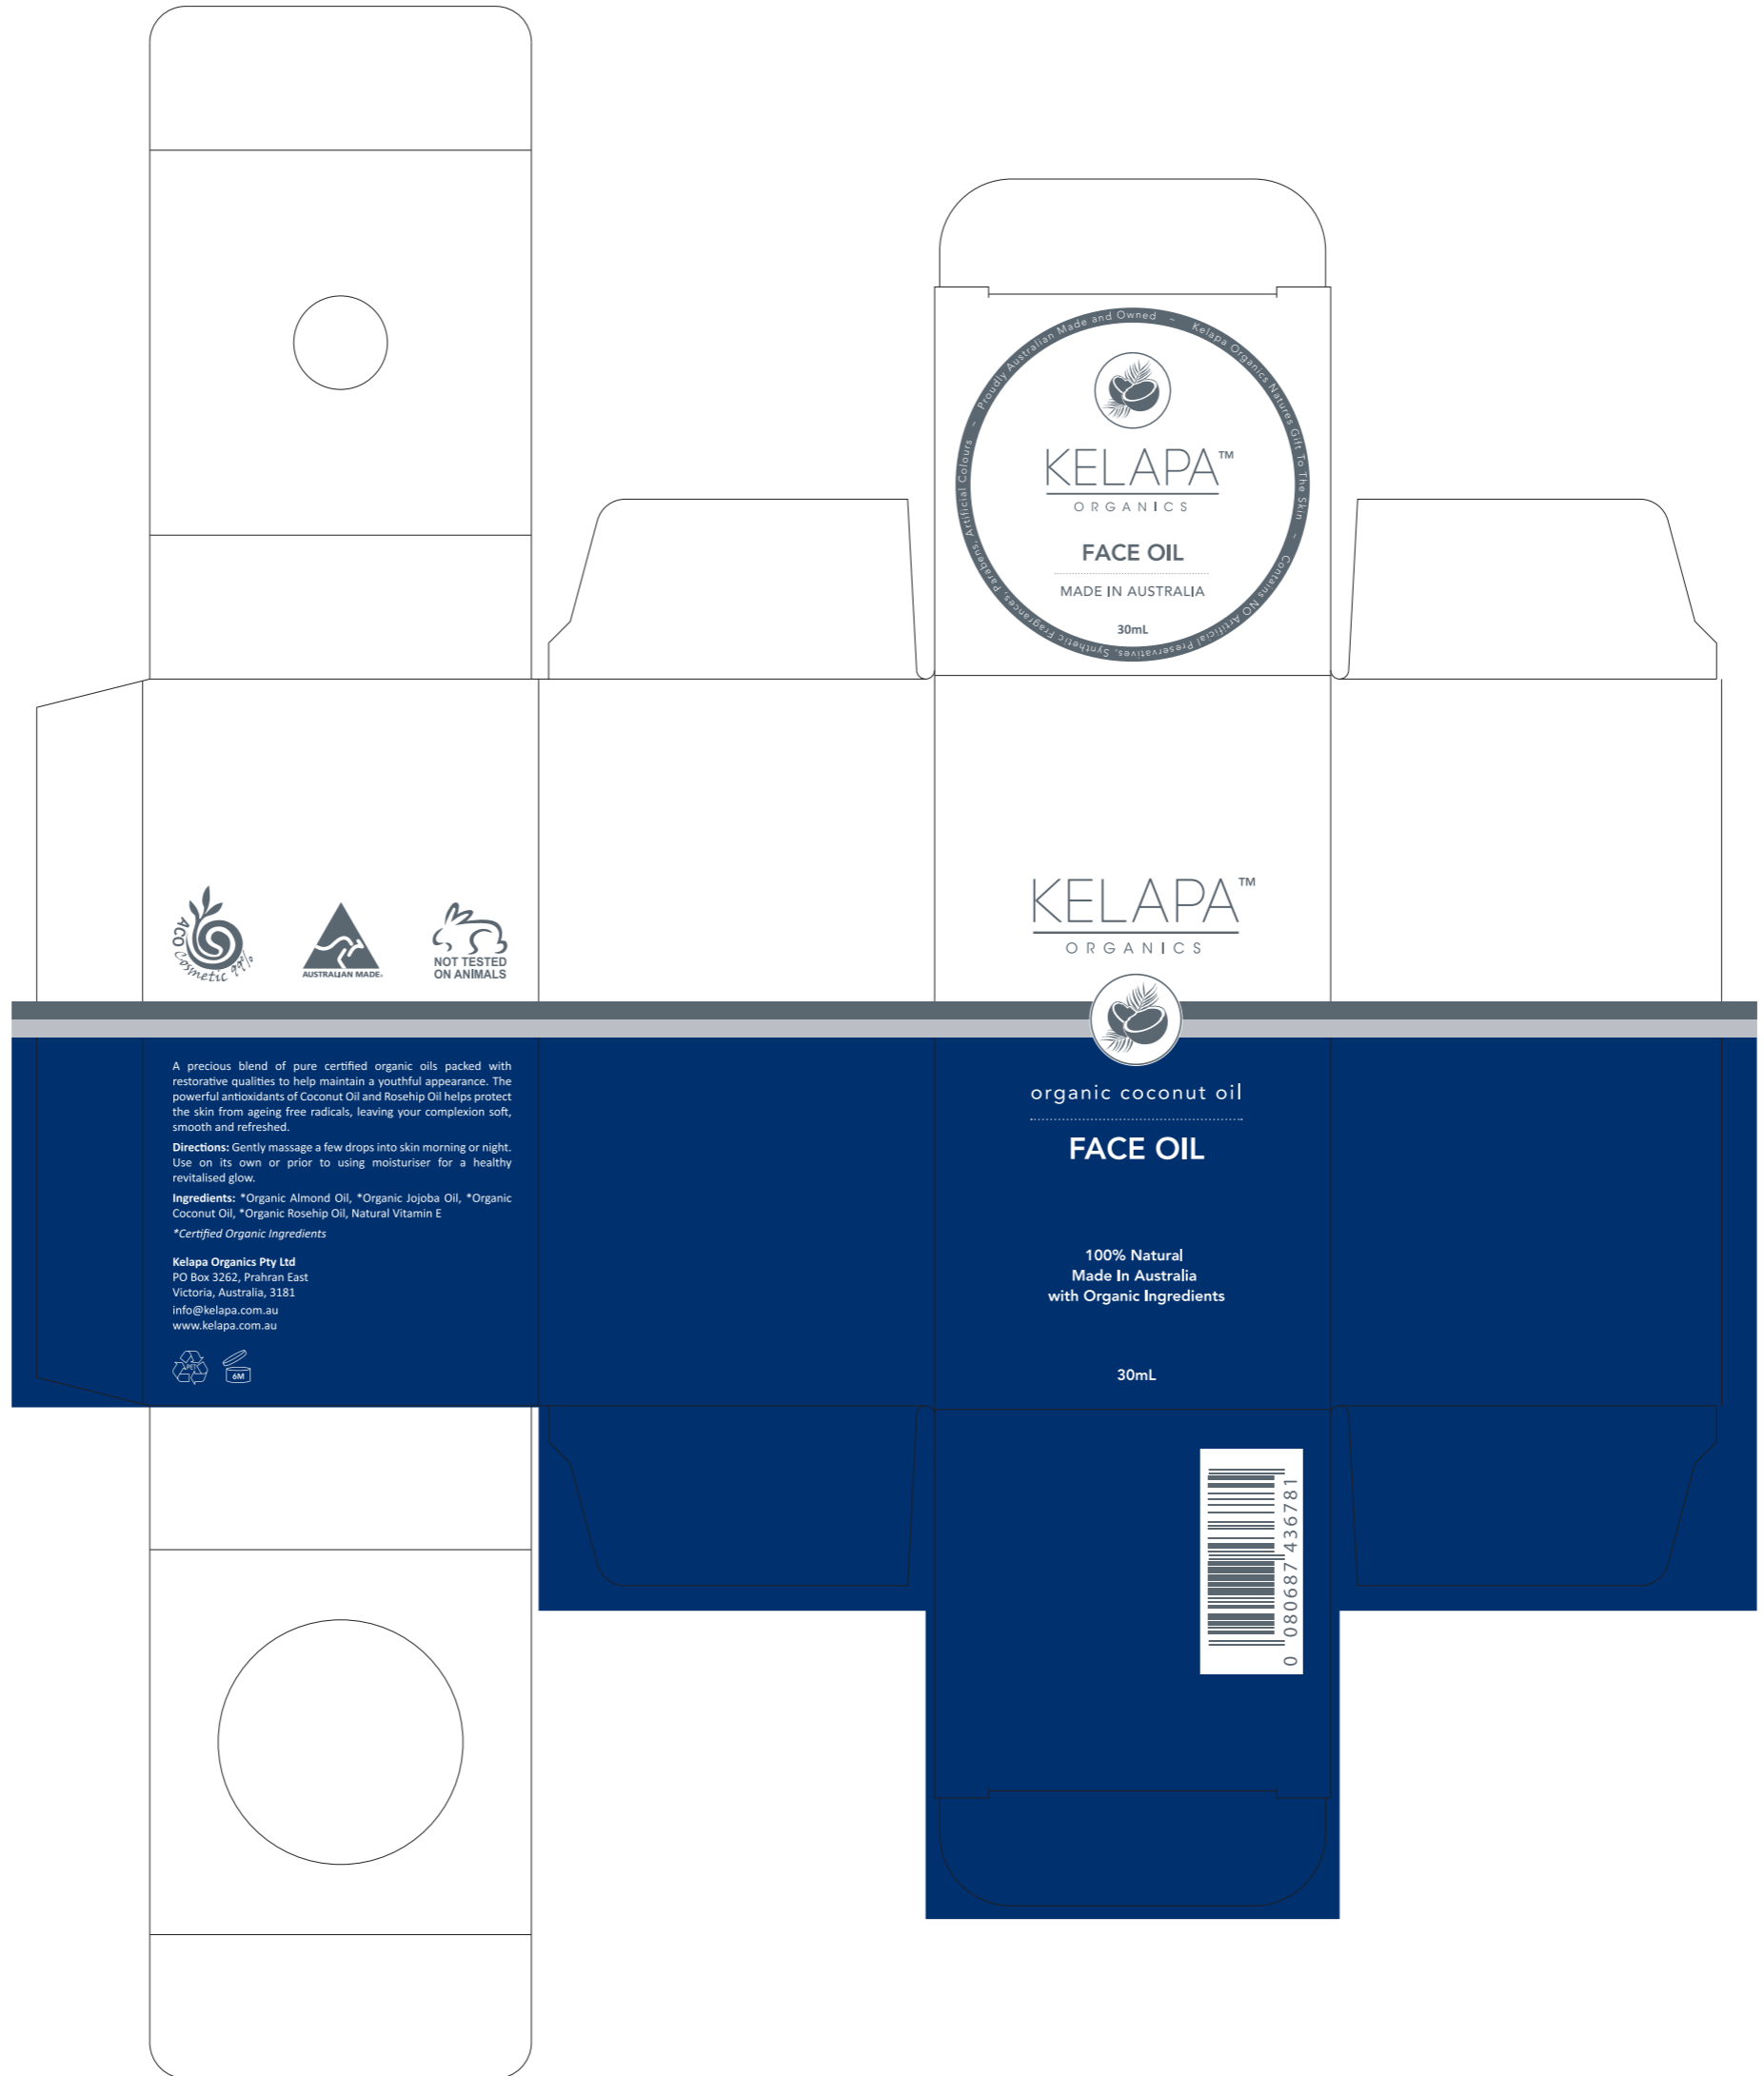 Proudly Australian Made and Owned ~ Kelapa Organics Natures Gift To The Skin ~ Contains NO Artificial Preservatives, Synthetic Fragrances, Parabens, Artificial Colours ~
KELAPA™
ORGANICS
FACE OIL
MADE IN AUSTRALIA
30mL
ACO Cosmetic 99%
AUSTRALIAN MADE
NOT TESTED
ON ANIMALS
A precious blend of pure certified organic oils packed with
restorative qualities to help maintain a youthful appearance. The
powerful antioxidants of Coconut Oil and Rosehip Oil helps protect
the skin from ageing free radicals, leaving your complexion soft,
smooth and refreshed.
Directions: Gently massage a few drops into skin morning or night.
Use on its own or prior to using moisturiser for a healthy
revitalised glow.
Ingredients: *Organic Almond Oil, *Organic Jojoba Oil, *Organic
Coconut Oil, *Organic Rosehip Oil, Natural Vitamin E
*Certified Organic Ingredients
Kelapa Organics Pty Ltd
PO Box 3262, Prahran East
Victoria, Australia, 3181
info@kelapa.com.au
www.kelapa.com.au
PET
6M
KELAPA™
ORGANICS
organic coconut oil
FACE OIL
100% Natural
Made In Australia
with Organic Ingredients
30mL
0 080687 436781